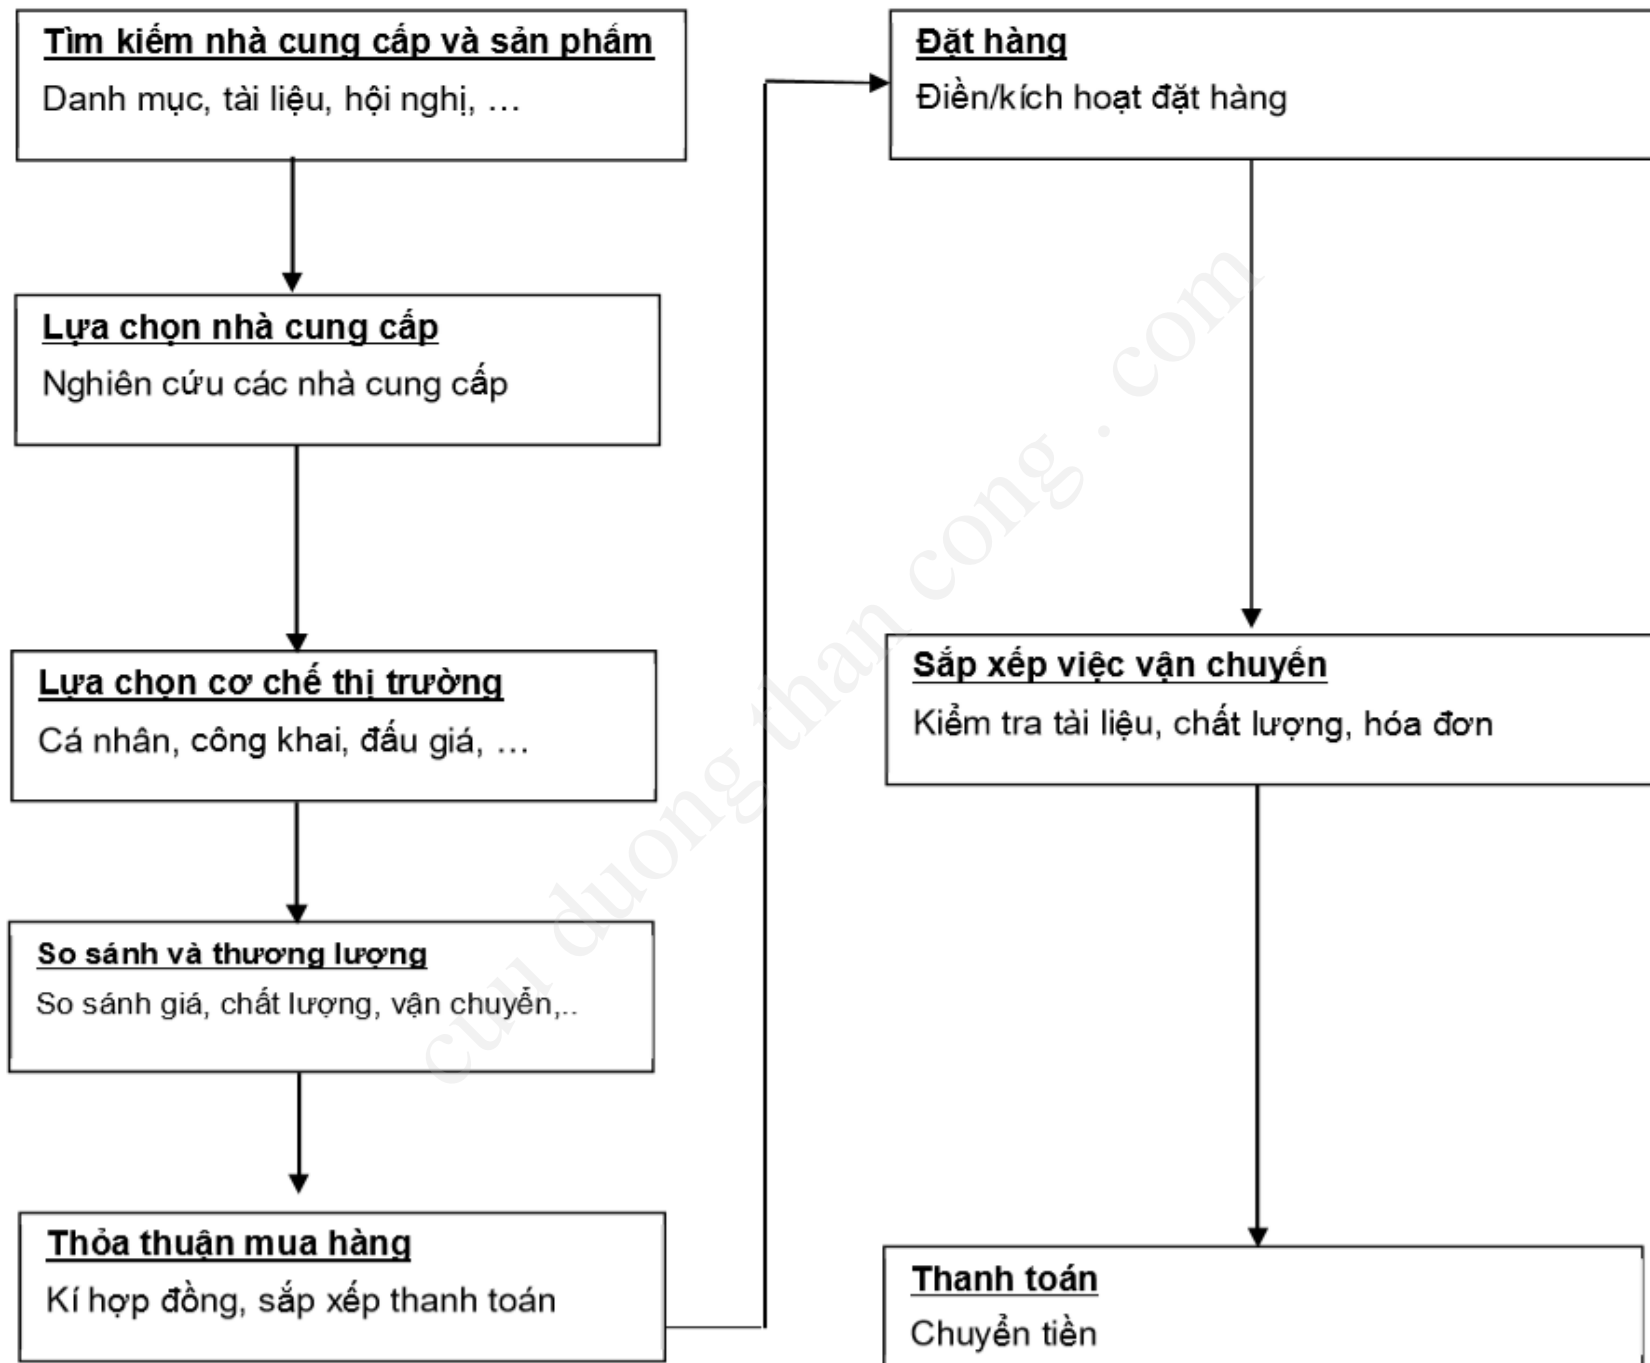 Tìm kiếm nhà cung cấp và sản phẩm
Danh mục, tài liệu, hội nghị, …
Lựa chọn nhà cung cấp
Nghiên cứu các nhà cung cấp
Lựa chọn cơ chế thị trường
Cá nhân, công khai, đấu giá, …
So sánh và thương lượng
So sánh giá, chất lượng, vận chuyển,..
Thỏa thuận mua hàng
Kí hợp đồng, sắp xếp thanh toán
Đặt hàng
Điền/kích hoạt đặt hàng
Sắp xếp việc vận chuyển
Kiểm tra tài liệu, chất lượng, hóa đơn
Thanh toán
Chuyển tiền
cuu duong than cong . com